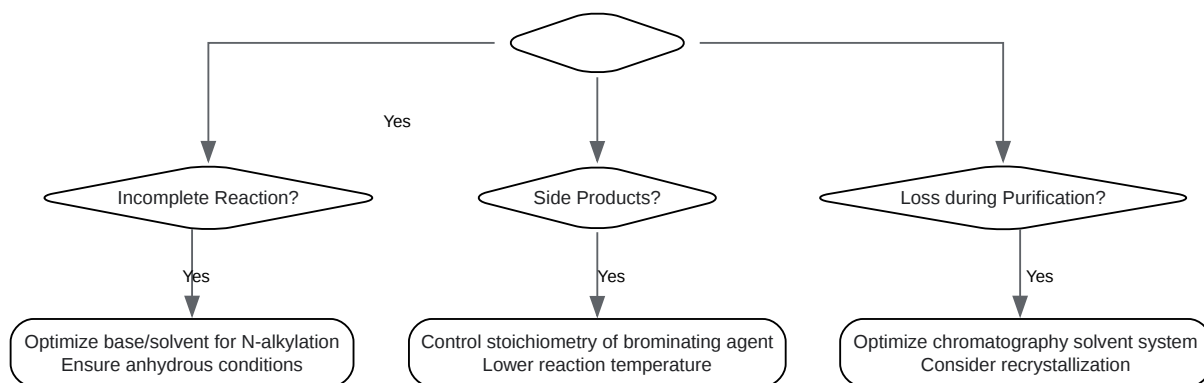 Yes
Incomplete Reaction?
Side Products?
Loss during Purification?
Yes
Yes
Yes
Optimize base/solvent for N-alkylation
Ensure anhydrous conditions
Control stoichiometry of brominating agent
Lower reaction temperature
Optimize chromatography solvent system
Consider recrystallization